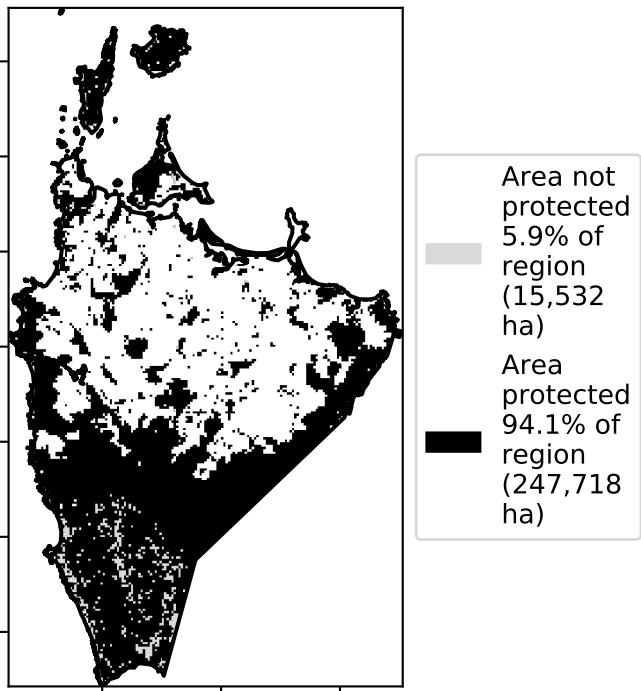 Area not
protected
5.9% of
region
(15,532
ha)
Area
protected
94.1% of
region
(247,718
ha)